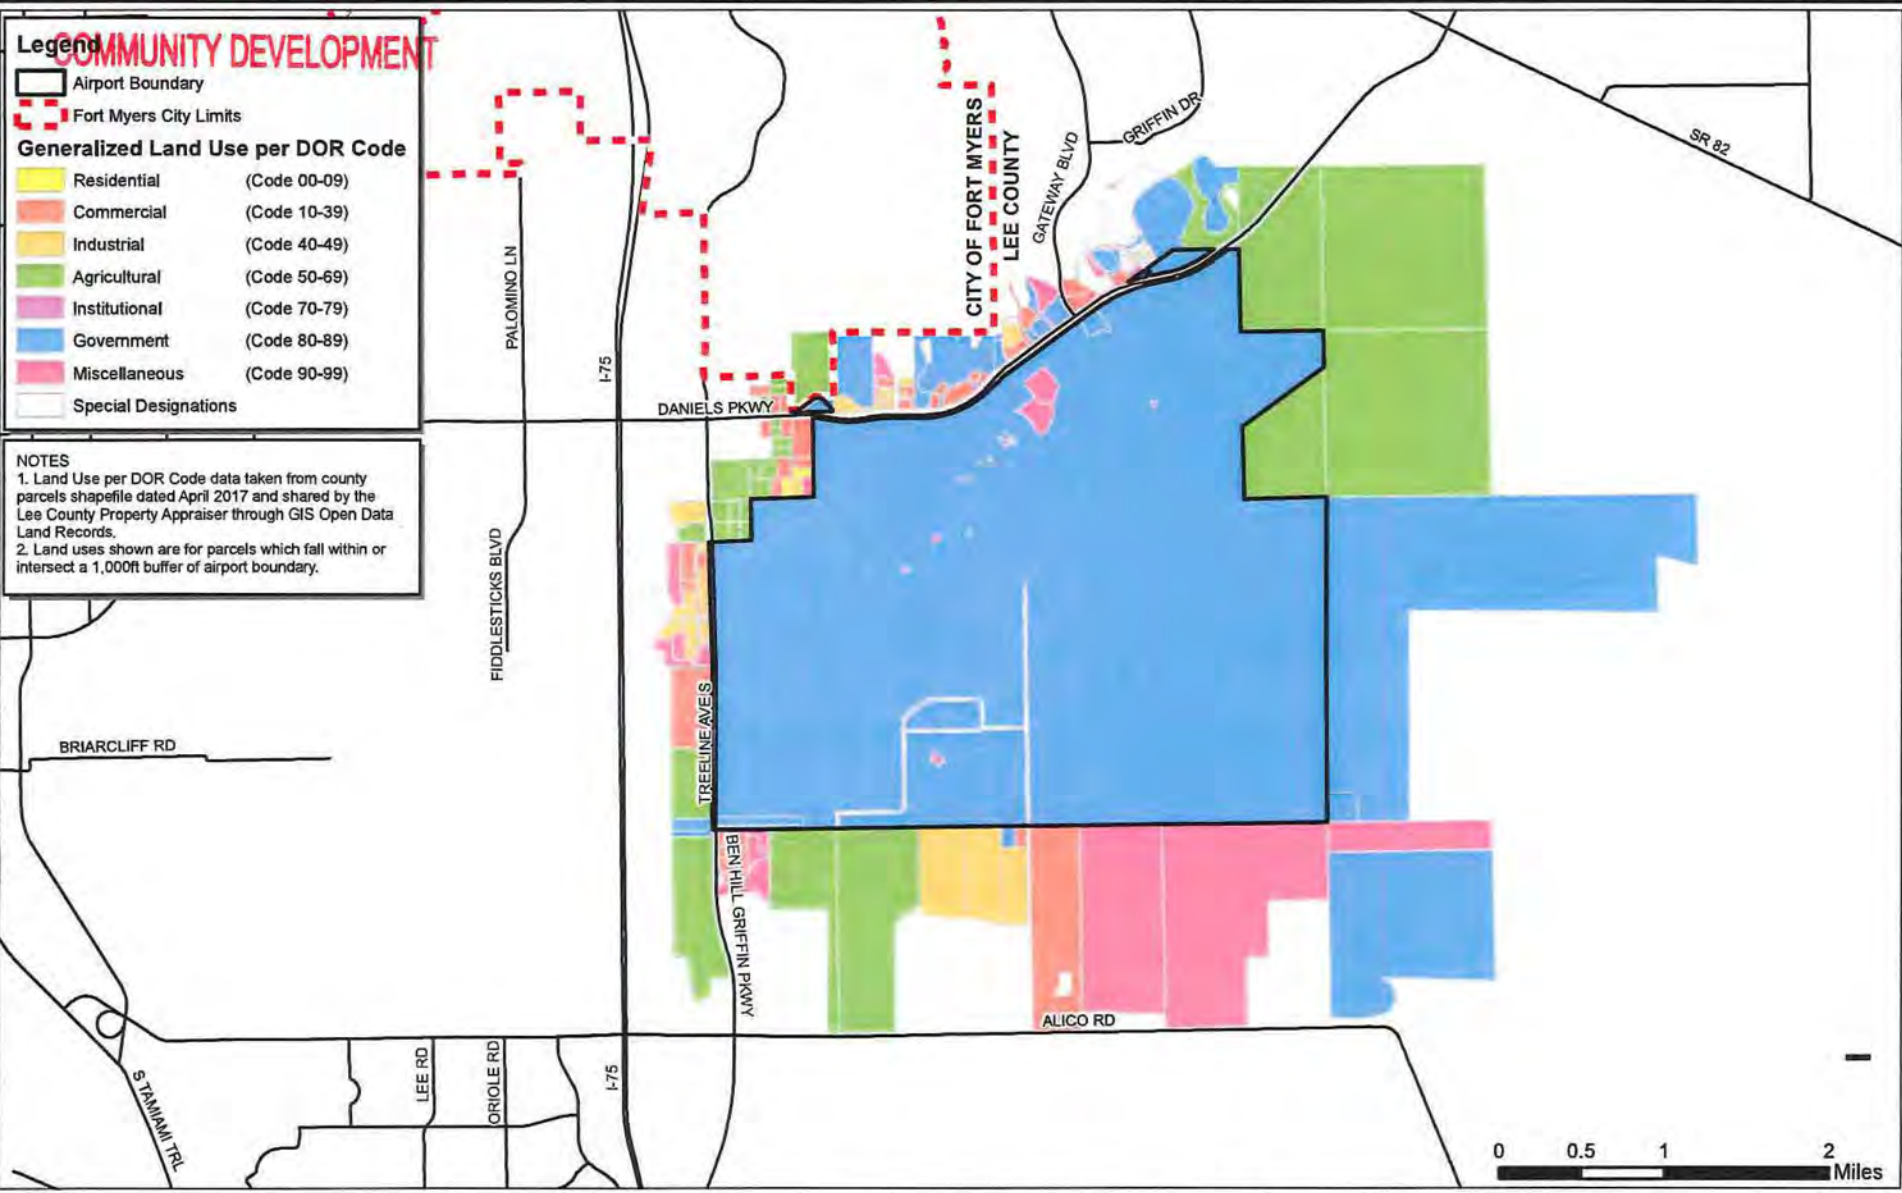 Legend
COMMUNITY DEVELOPMENT
Airport Boundary
Fort Myers City Limits
Generalized Land Use per DOR Code
Residential (Code 00-09)
Commercial (Code 10-39)
Industrial (Code 40-49)
Agricultural (Code 50-69)
Institutional (Code 70-79)
Government (Code 80-89)
Miscellaneous (Code 90-99)
Special Designations
NOTES
1. Land Use per DOR Code data taken from county
parcels shapefile dated April 2017 and shared by the
Lee County Property Appraiser through GIS Open Data
Land Records.
2. Land uses shown are for parcels which fall within or
intersect a 1,000ft buffer of airport boundary.
PALOMINO LN
I-75
CITY OF FORT MYERS
LEE COUNTY
GATEWAY BLVD
GRIFFIN DR
SR 82
DANIELS PKWY
FIDDLESTICKS BLVD
TREELINE AVE S
BRIARCLIFF RD
BEN HILL GRIFFIN PKWY
ALICO RD
S TAMIAMI TRL
LEE RD
ORIOLE RD
I-75
0 0.5 1 2
Miles